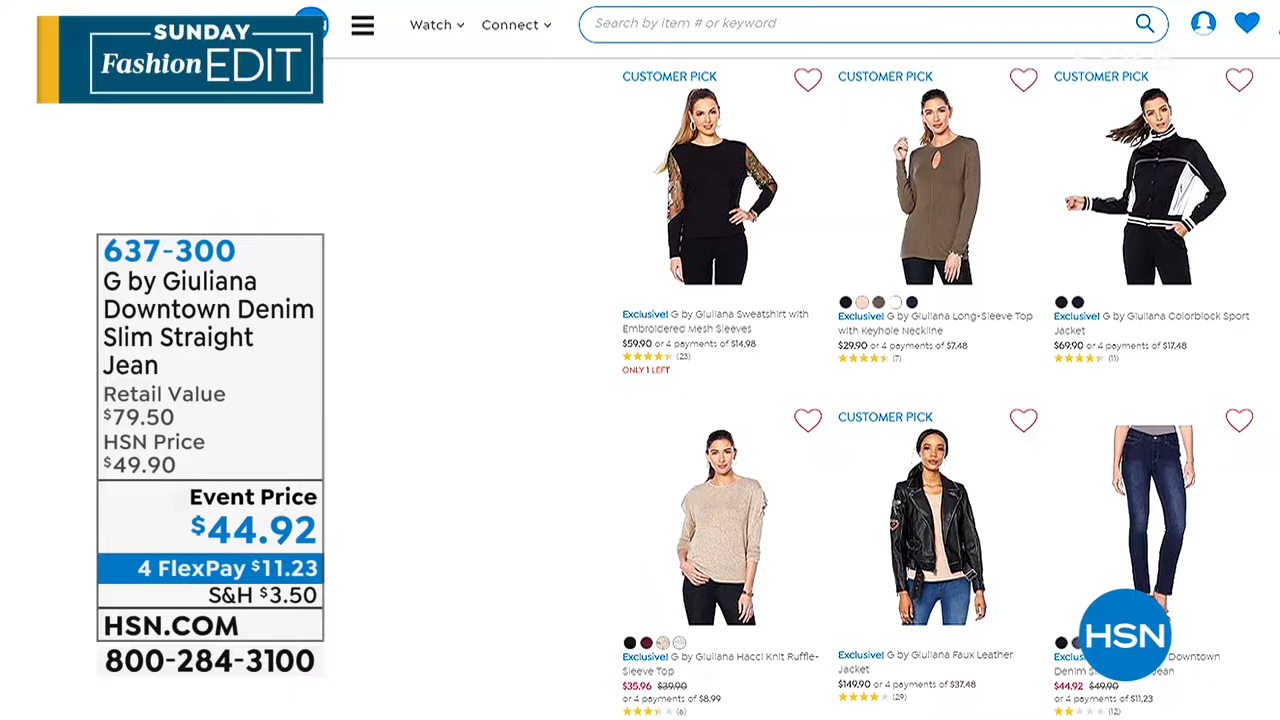 SUNDAY
Fashion EDIT
Watch
Connect
Search by item # or keyword
637-300
G by Giuliana
Downtown Denim
Slim Straight
Jean
Retail Value
$79.50
HSN Price
$49.90
Event Price
$44.92
4 FlexPay $11.23
S&H $3.50
HSN.COM
800-284-3100
CUSTOMER PICK
Exclusive! G by Giuliana Sweatshirt with
Embroidered Mesh Sleeves
$59.90 or 4 payments of $14.98
(23)
ONLY 1 LEFT
CUSTOMER PICK
Exclusive! G by Giuliana Long-Sleeve Top
with Keyhole Neckline
$29.90 or 4 payments of $7.48
(7)
CUSTOMER PICK
Exclusive! G by Giuliana Colorblock Sport
Jacket
$69.90 or 4 payments of $17.48
(11)
Exclusive! G by Giuliana Hacci Knit Ruffle-
Sleeve Top
$35.96 $39.90
or 4 payments of $8.99
(6)
CUSTOMER PICK
Exclusive! G by Giuliana Faux Leather
Jacket
$149.90 or 4 payments of $37.48
(29)
Downtown
Denim
$44.92 $49.90
or 4 payments of $11.23
(12)
HSN